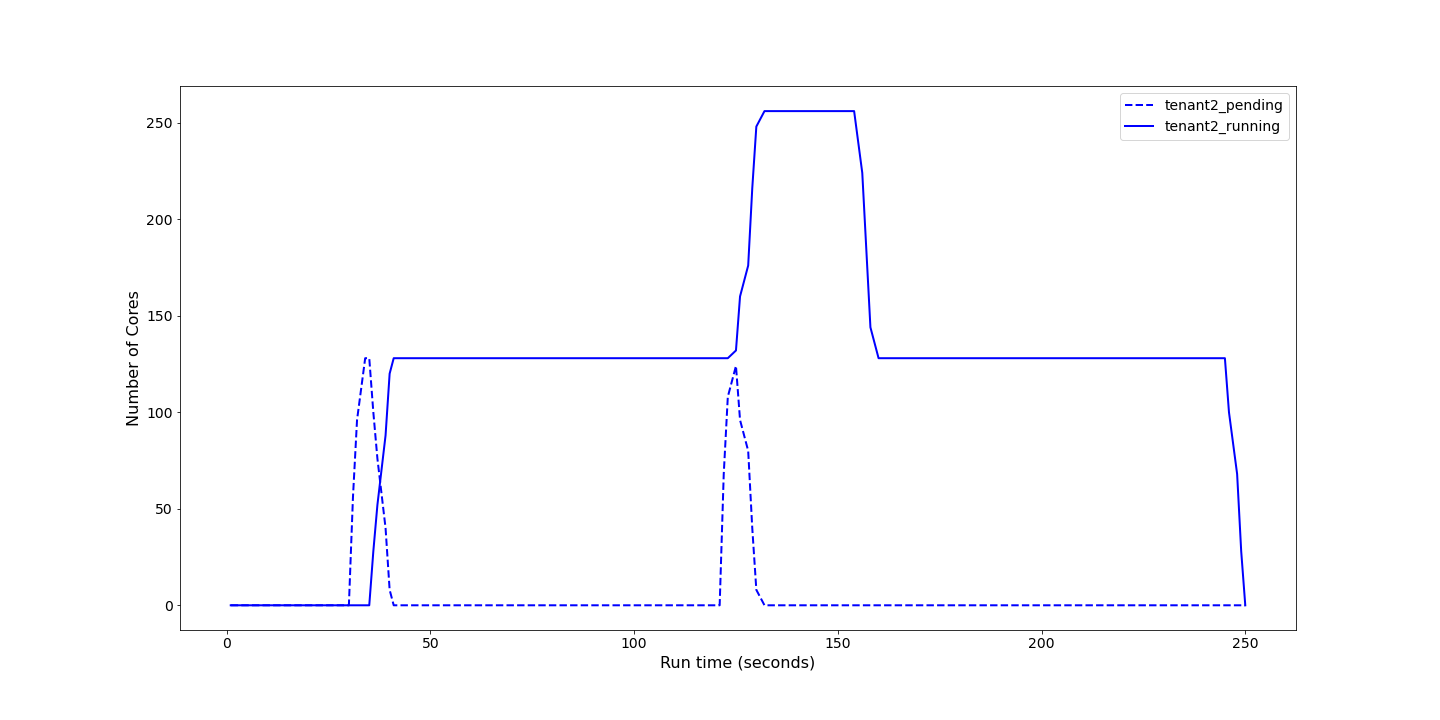 tenant2_pending
tenant2_running
250
200
150
100
50
0
Number of Cores
0 50 100 150 200 250
Run time (seconds)